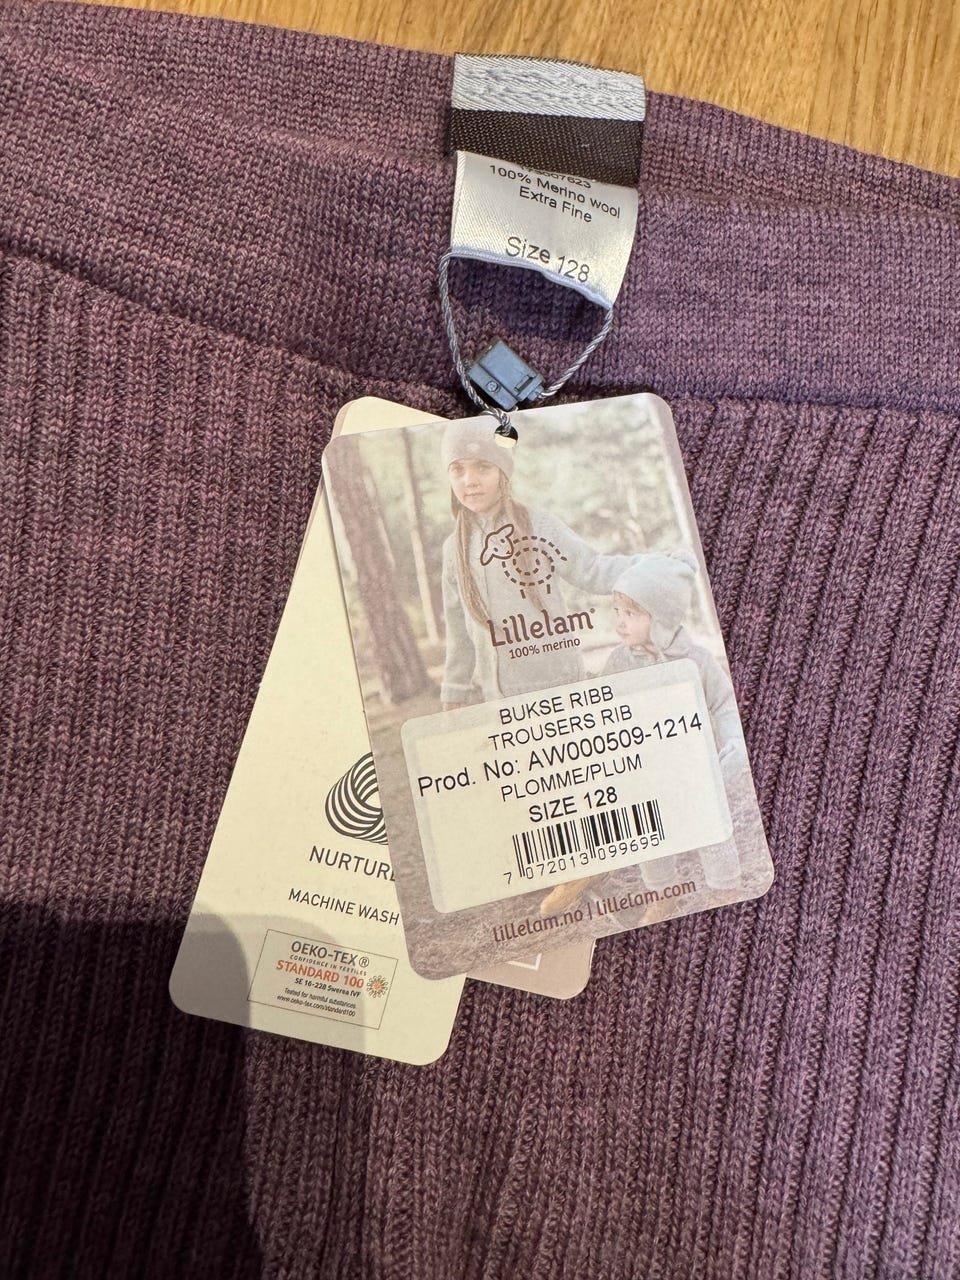 100% Merino wool
Extra Fine
Size 128
Lillelam®
100% merino
BUKSE RIBB
TROUSERS RIB
Prod. No: AW000509-1214
PLOMME/PLUM
SIZE 128
7 072013 099695
lillelam.no | lillelam.com
MACHINE WASH
OEKO-TEX®
CONFIDENCE IN TEXTILES
STANDARD 100
SE 16-228 Swerea IVF
Tested for harmful substances.
www.oeko-tex.com/standard100